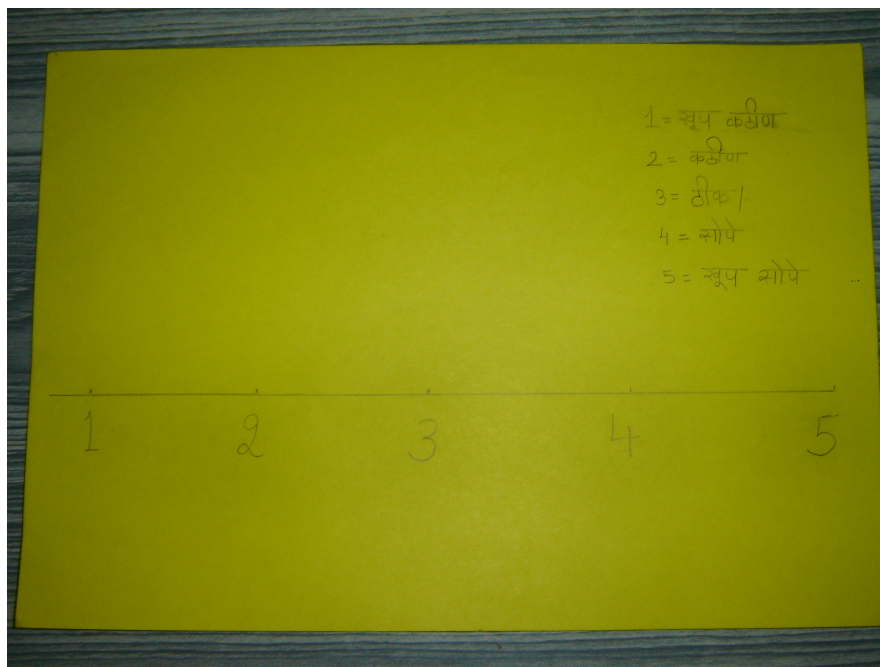 1 = खूप कठीण
2 = कठीण
3 = ठीक /
4 = सोपे
5 = खूप सोपे
1 2 3 4 5